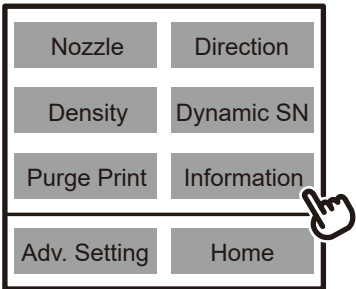 Nozzle Direction
Density Dynamic SN
Purge Print Information
Adv. Setting Home